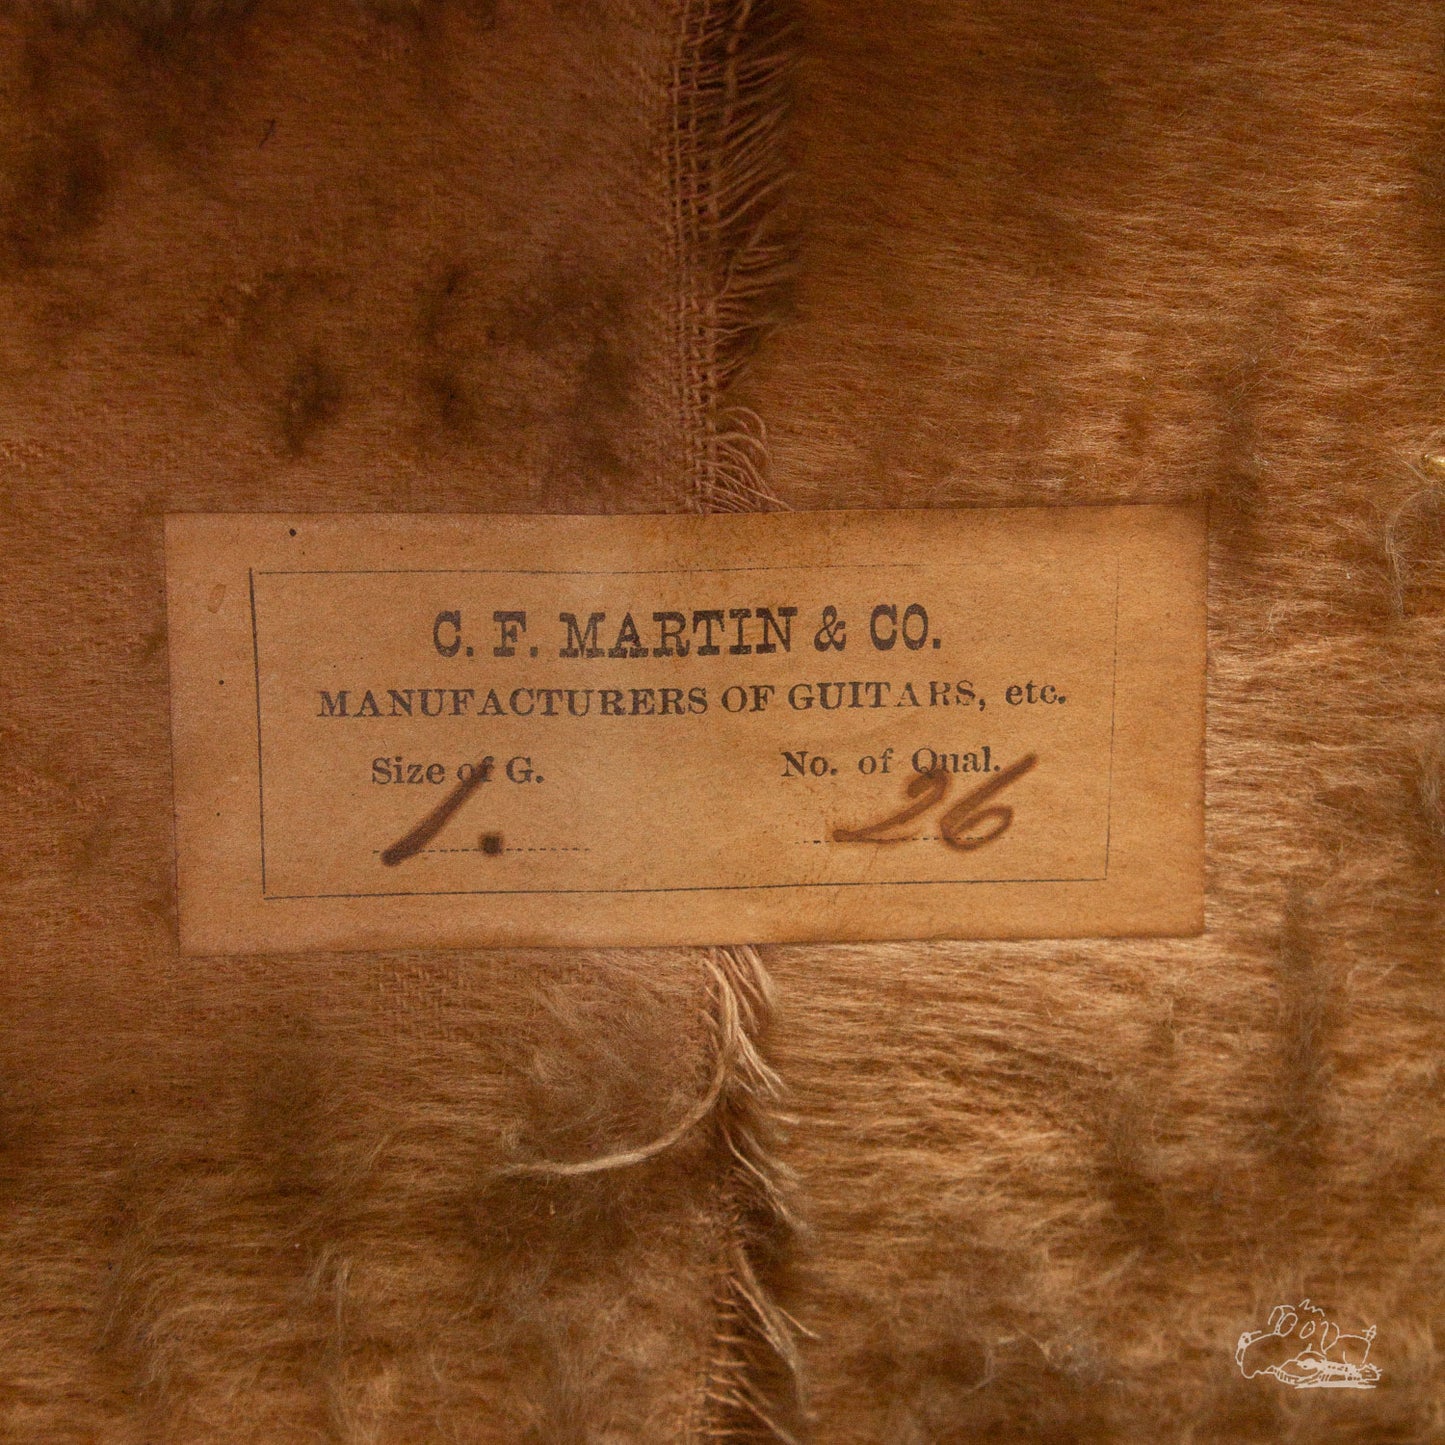 C. F. MARTIN & CO.
MANUFACTURERS OF GUITARS, etc.
Size of G. No. of Qual.
1. 26